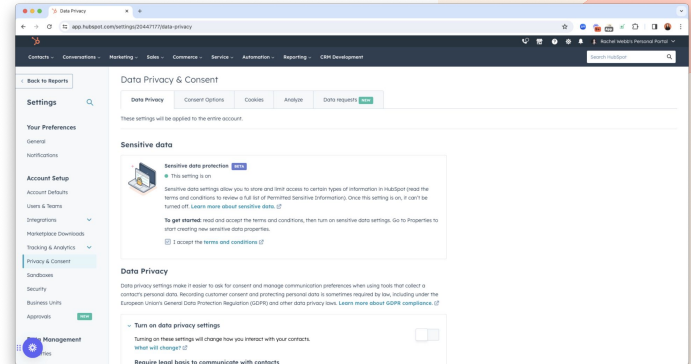 Data Privacy
app.hubspot.com/settings/20447177/data-privacy
Rachel Webb's Personal Portal
Contacts Conversations Marketing Sales Commerce Service Automation Reporting CRM Development
Search HubSpot
Back to Reports
Data Privacy & Consent
Settings
Data Privacy Consent Options Cookies Analyze Data requests NEW
These settings will be applied to the entire account.
Your Preferences
General
Notifications
Sensitive data
Sensitive data protection BETA
This setting is on
Sensitive data settings allow you to store and limit access to certain types of information in HubSpot (read the
terms and conditions to review a full list of Permitted Sensitive Information). Once this setting is on, it can't be
turned off. Learn more about sensitive data.
To get started: read and accept the terms and conditions, then turn on sensitive data settings. Go to Properties to
start creating new sensitive data properties.
I accept the terms and conditions
Account Setup
Account Defaults
Users & Teams
Integrations
Marketplace Downloads
Tracking & Analytics
Privacy & Consent
Sandboxes
Security
Business Units
Approvals NEW
Management
Data Privacy
Data privacy settings make it easier to ask for consent and manage communication preferences when using tools that collect a
contact's personal data. Recording customer consent and protecting personal data is sometimes required by law, including under the
European Union's General Data Protection Regulation (GDPR) and other data privacy laws. Learn more about GDPR compliance.
Turn on data privacy settings
Turning on these settings will change how you interact with your contacts.
What will change?
Require legal basis to communicate with contacts